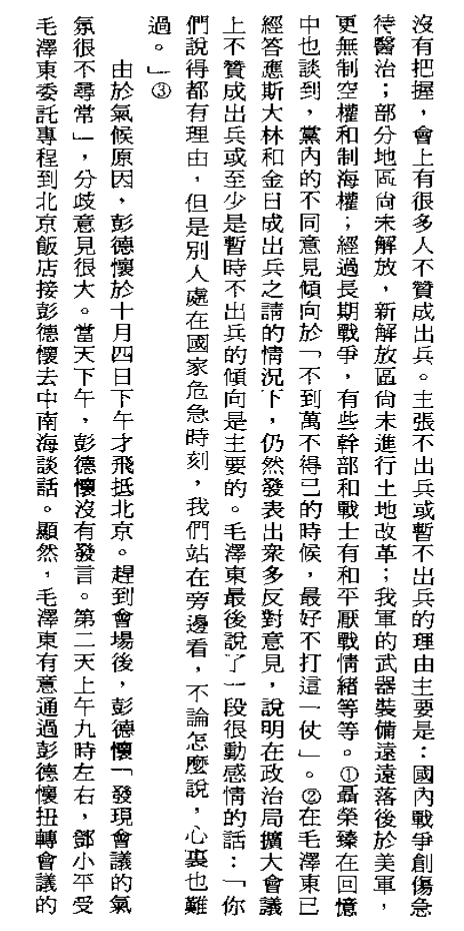 沒有把握，會上有很多人不贊成出兵。主張不出兵或暫不出兵的理由主要是：國內戰爭創傷急
待醫治；部分地區尚未解放，新解放區尚未進行土地改革；我軍的武器裝備遠遠落後於美軍，
更無制空權和制海權；經過長期戰爭，有些幹部和戰士有和平厭戰情緒等等。①聶榮臻在回憶
中也談到，黨內的不同意見傾向於「不到萬不得已的時候，最好不打這一仗」。②在毛澤東已
經答應斯大林和金日成出兵之請的情況下，仍然發表出衆多反對意見，說明在政治局擴大會議
上不贊成出兵或至少是暫時不出兵的傾向是主要的。毛澤東最後說了一段很動感情的話：「你
們說得都有理由，但是別人處在國家危急時刻，我們站在旁邊看，不論怎麼說，心裏也難
過。」③
由於氣候原因，彭德懷於十月四日下午才飛抵北京。趕到會場後，彭德懷「發現會議的氣
氛很不尋常」，分歧意見很大。當天下午，彭德懷沒有發言。第二天上午九時左右，鄧小平受
毛澤東委託專程到北京飯店接彭德懷去中南海談話。顯然，毛澤東有意通過彭德懷扭轉會議的